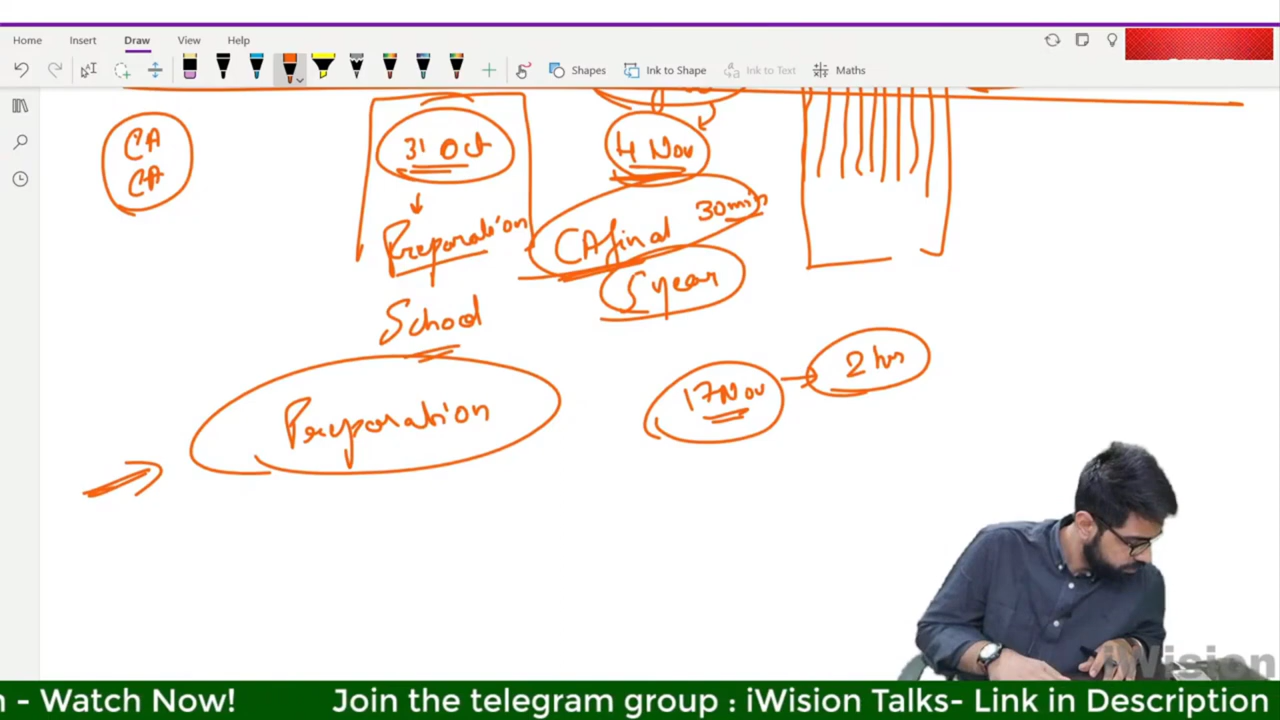 Home Insert Draw View Help
Shapes Ink to Shape Ink to Text Maths
CA
CA
31 Oct
Preparation
School
4 Nov
CA final 30 min
5 year
Preparation
17 Nov
2 hrs
iWision
n - Watch Now! Join the telegram group : iWision Talks- Link in Description